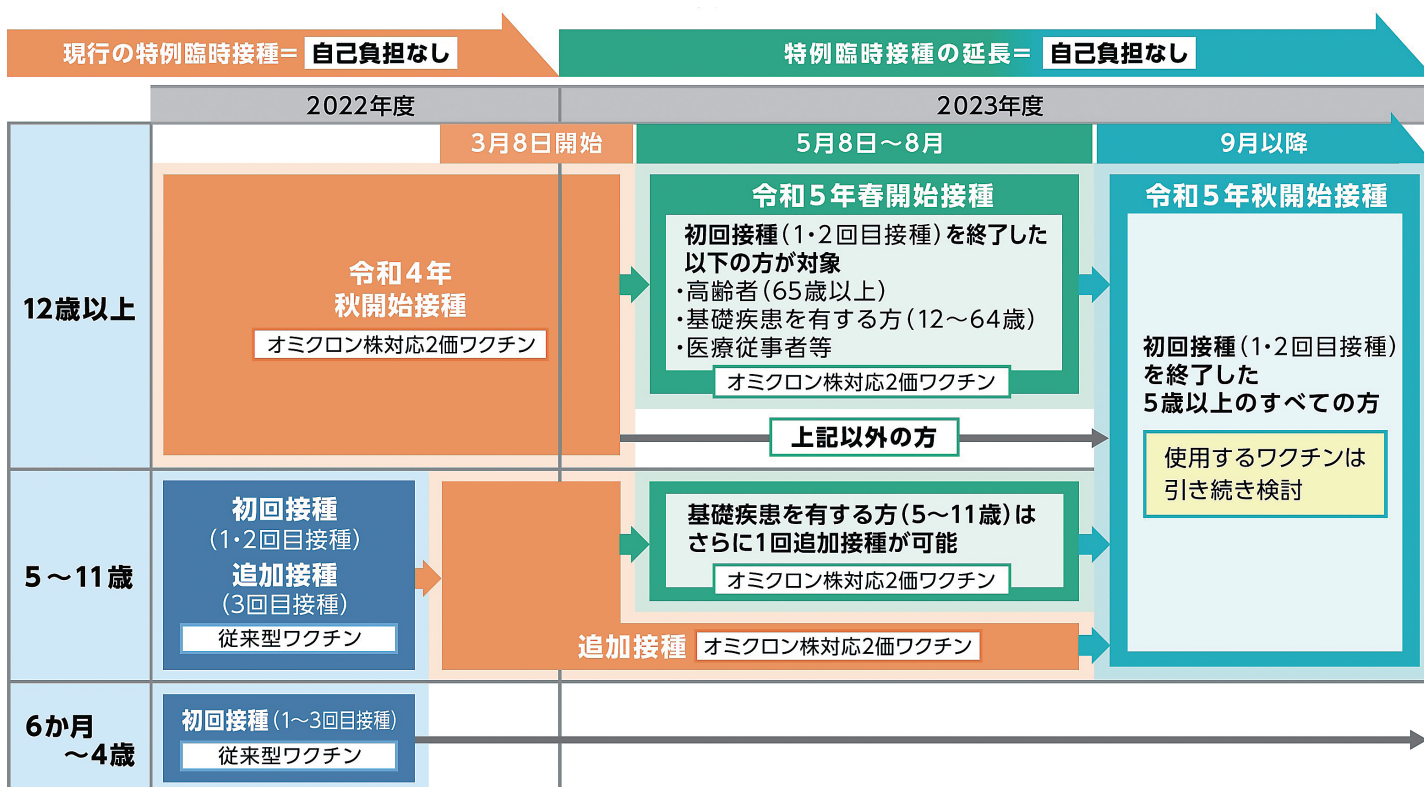 現行の特例臨時接種= 自己負担なし
特例臨時接種の延長= 自己負担なし
2022年度
2023年度
3月8日開始
5月8日～8月
9月以降
12歳以上
令和4年
秋開始接種
オミクロン株対応2価ワクチン
令和5年春開始接種
初回接種(1・2回目接種)を終了した
以下の方が対象
・高齢者(65歳以上)
・基礎疾患を有する方(12～64歳)
・医療従事者等
オミクロン株対応2価ワクチン
上記以外の方
令和5年秋開始接種
初回接種(1・2回目接種)
を終了した
5歳以上のすべての方
使用するワクチンは
引き続き検討
5～11歳
初回接種
(1・2回目接種)
追加接種
(3回目接種)
従来型ワクチン
基礎疾患を有する方(5～11歳)は
さらに1回追加接種が可能
オミクロン株対応2価ワクチン
追加接種 オミクロン株対応2価ワクチン
6か月
～4歳
初回接種(1～3回目接種)
従来型ワクチン